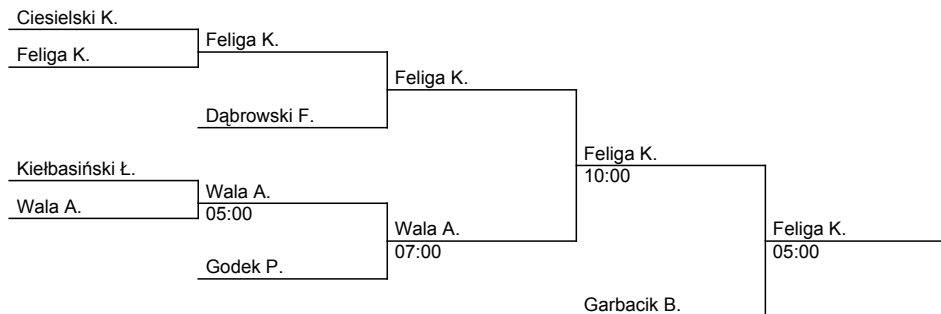 Ciesielski K.
Feliga K.
Feliga K.
Feliga K.
Dąbrowski F.
Feliga K.
10:00
Kiełbasiński Ł.
Wala A.
Wala A.
05:00
Wala A.
07:00
Feliga K.
05:00
Godek P.
Garbacik B.